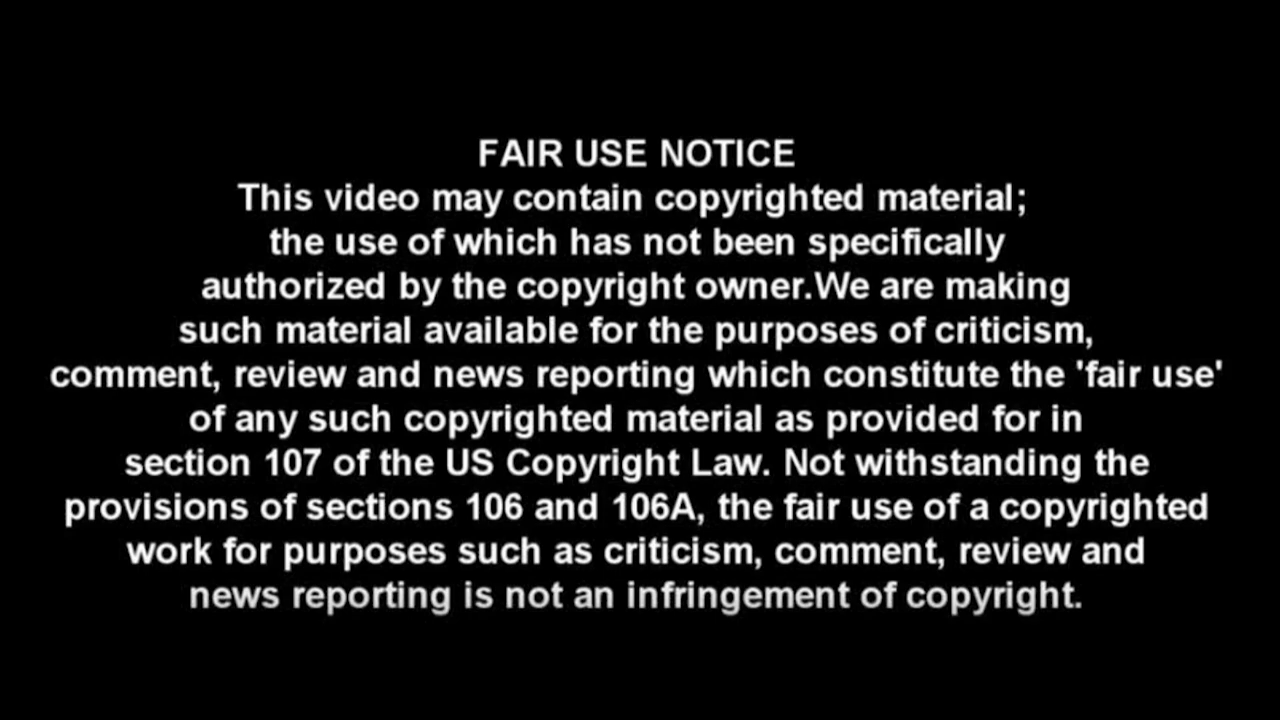 FAIR USE NOTICE
This video may contain copyrighted material;
the use of which has not been specifically
authorized by the copyright owner.We are making
such material available for the purposes of criticism,
comment, review and news reporting which constitute the 'fair use'
of any such copyrighted material as provided for in
section 107 of the US Copyright Law. Not withstanding the
provisions of sections 106 and 106A, the fair use of a copyrighted
work for purposes such as criticism, comment, review and
news reporting is not an infringement of copyright.